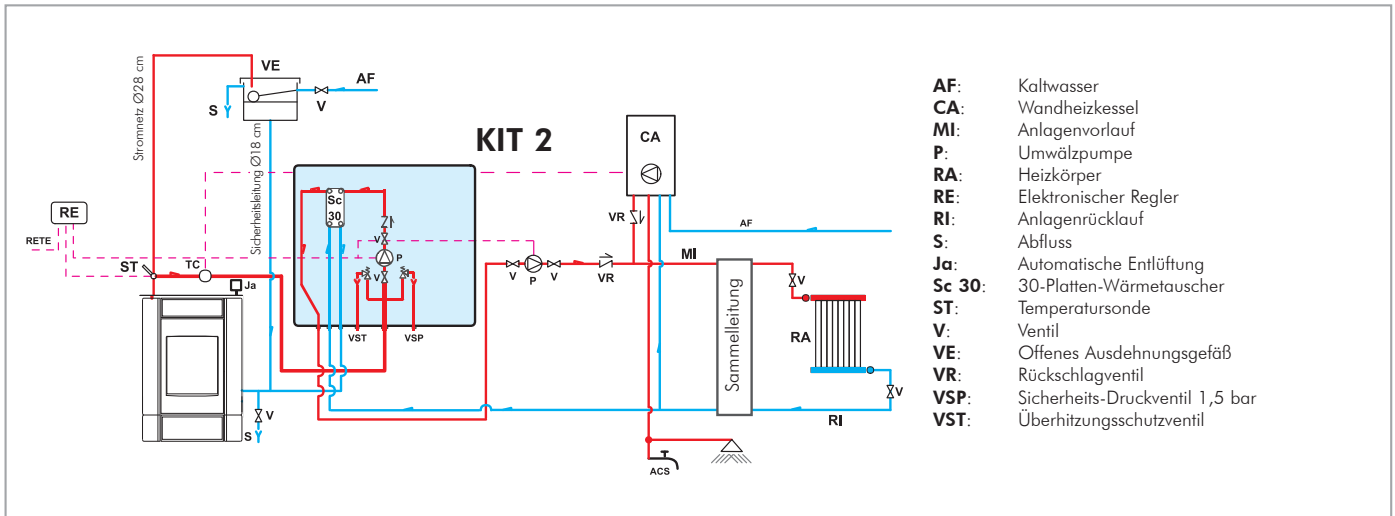 Stromnetz Ø28 cm
VE
AF
S
V
Sicherheitsleitung Ø18 cm
KIT 2
CA
Sc
30
V
P
V
RE
RETE
ST
TC
Ja
VST
VSP
V
P
V
VR
VR
AF
MI
V
Sammelleitung
RA
V
RI
V
S
ACS
AF: Kaltwasser
CA: Wandheizkessel
MI: Anlagenvorlauf
P: Umwälzpumpe
RA: Heizkörper
RE: Elektronischer Regler
RI: Anlagenrücklauf
S: Abfluss
Ja: Automatische Entlüftung
Sc 30: 30-Platten-Wärmetauscher
ST: Temperatursonde
V: Ventil
VE: Offenes Ausdehnungsgefäß
VR: Rückschlagventil
VSP: Sicherheits-Druckventil 1,5 bar
VST: Überhitzungsschutzventil